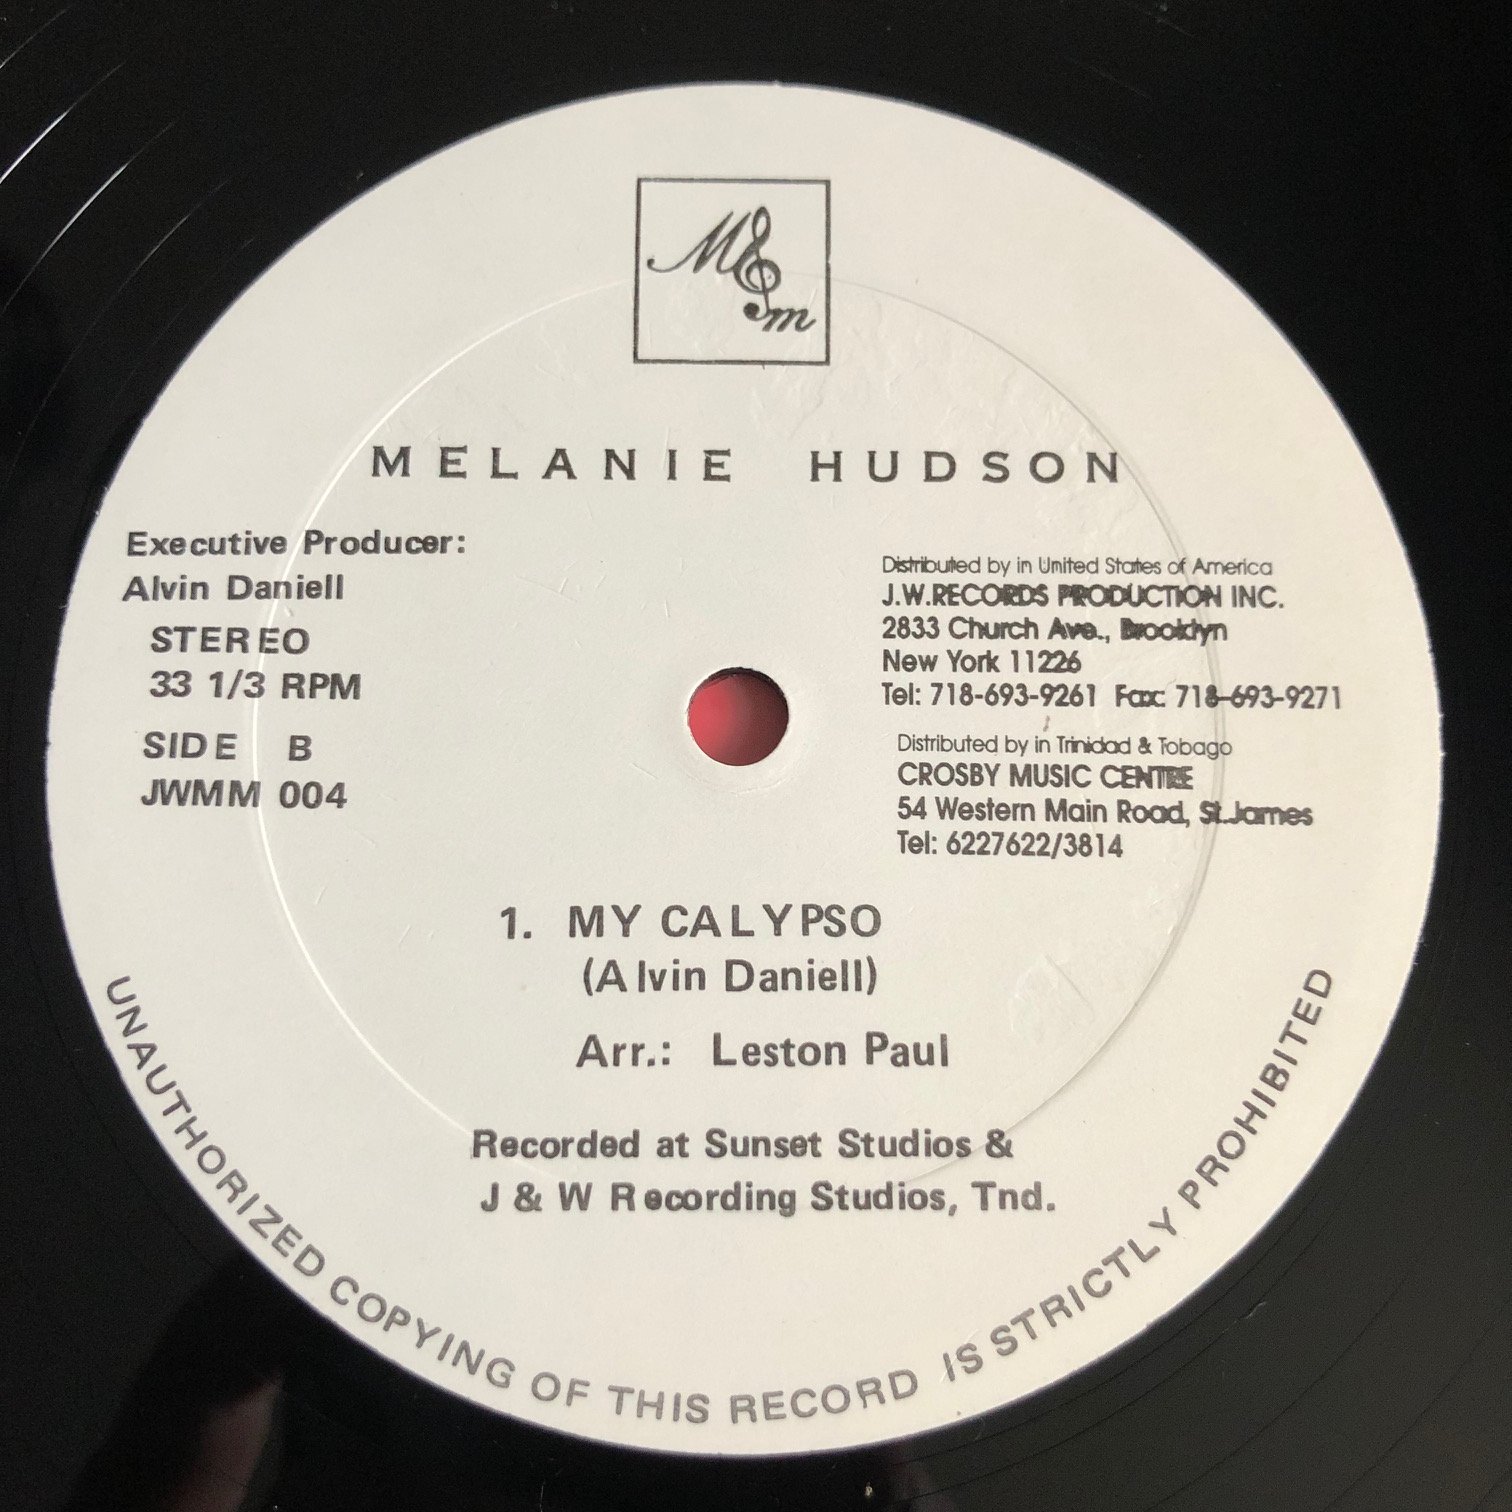 M m
MELANIE HUDSON
Executive Producer:
Alvin Daniell
STEREO
33 1/3 RPM
SIDE B
JWMM 004
Distributed by in United States of America
J.W.RECORDS PRODUCTION INC.
2833 Church Ave., Brooklyn
New York 11226
Tel: 718-693-9261 Fax: 718-693-9271
Distributed by in Trinidad & Tobago
CROSBY MUSIC CENTRE
54 Western Main Road, St.James
Tel: 6227622/3814
1. MY CALYPSO
(Alvin Daniell)
Arr.: Leston Paul
Recorded at Sunset Studios &
J & W Recording Studios, Tnd.
UNAUTHORIZED COPYING OF THIS RECORD IS STRICTLY PROHIBITED